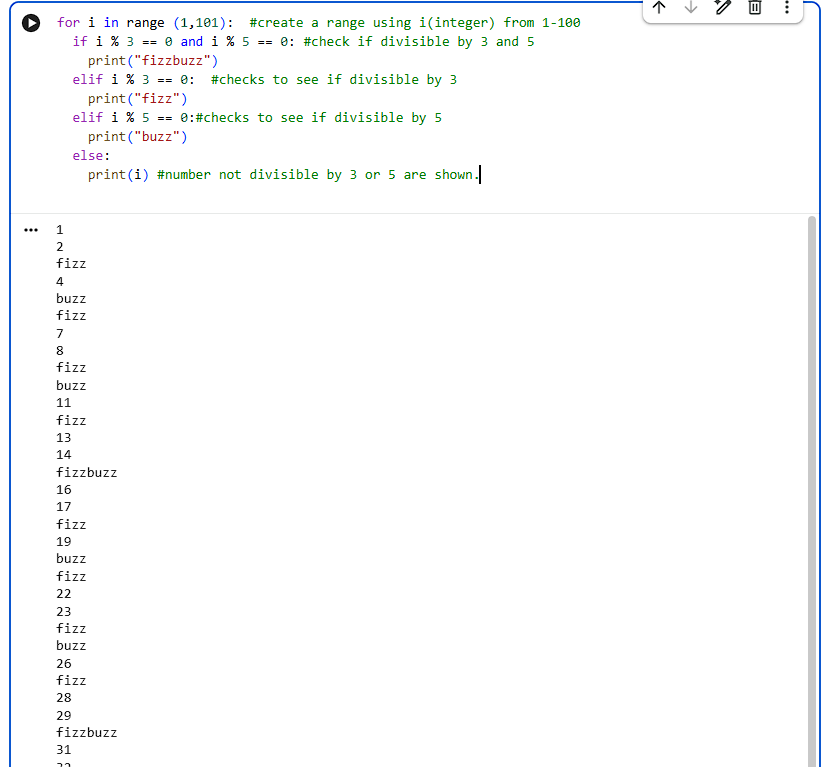 for i in range (1,101):  #create a range using i(integer) from 1-100
  if i % 3 == 0 and i % 5 == 0: #check if divisible by 3 and 5
    print("fizzbuzz")
  elif i % 3 == 0:  #checks to see if divisible by 3
    print("fizz")
  elif i % 5 == 0:#checks to see if divisible by 5
    print("buzz")
  else:
    print(i) #number not divisible by 3 or 5 are shown.
1
2
fizz
4
buzz
fizz
7
8
fizz
buzz
11
fizz
13
14
fizzbuzz
16
17
fizz
19
buzz
fizz
22
23
fizz
buzz
26
fizz
28
29
fizzbuzz
31
32